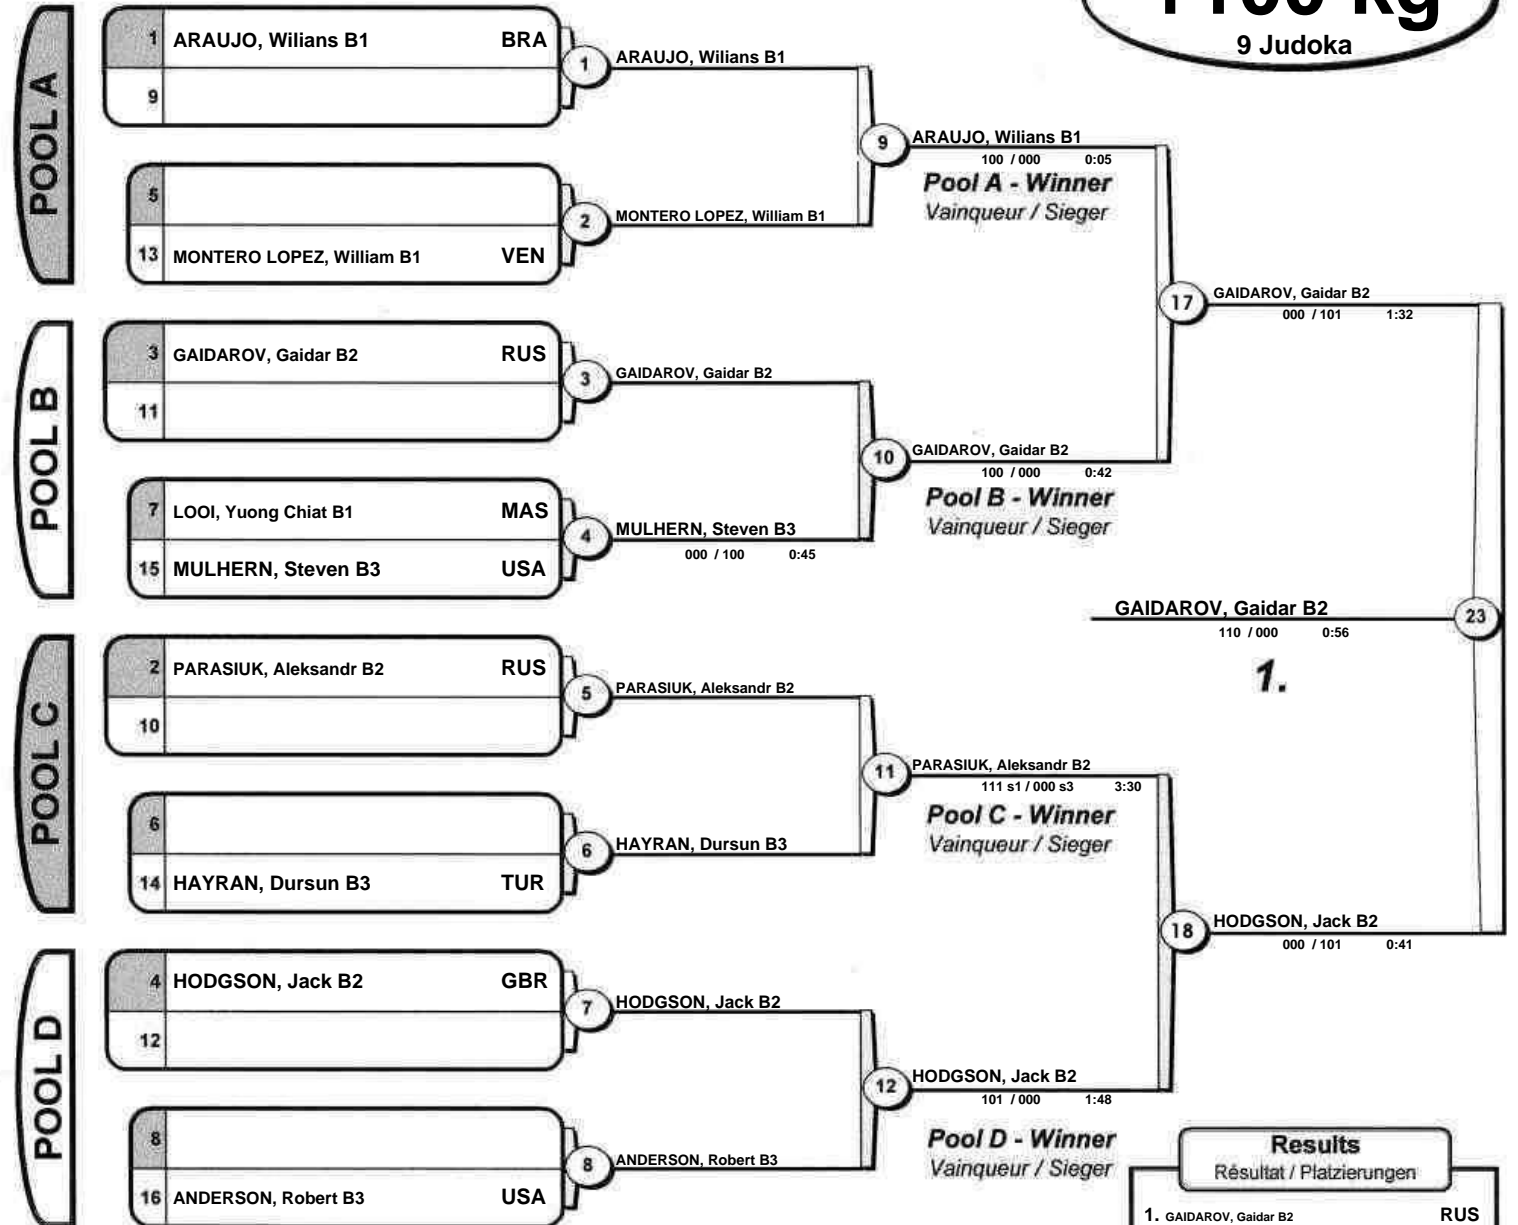 9 Judoka
POOL A
1 ARAUJO, Wilians B1 BRA
9
5
13 MONTERO LOPEZ, William B1 VEN
1 ARAUJO, Wilians B1
2 MONTERO LOPEZ, William B1
9 ARAUJO, Wilians B1
100 / 000 0:05
Pool A - Winner
Vainqueur / Sieger
POOL B
3 GAIDAROV, Gaidar B2 RUS
11
7 LOOI, Yuong Chiat B1 MAS
15 MULHERN, Steven B3 USA
3 GAIDAROV, Gaidar B2
4 MULHERN, Steven B3
000 / 100 0:45
10 GAIDAROV, Gaidar B2
100 / 000 0:42
Pool B - Winner
Vainqueur / Sieger
17 GAIDAROV, Gaidar B2
000 / 101 1:32
GAIDAROV, Gaidar B2 23
110 / 000 0:56
1.
POOL C
2 PARASIUK, Aleksandr B2 RUS
10
6
14 HAYRAN, Dursun B3 TUR
5 PARASIUK, Aleksandr B2
6 HAYRAN, Dursun B3
11 PARASIUK, Aleksandr B2
111 s1 / 000 s3 3:30
Pool C - Winner
Vainqueur / Sieger
POOL D
4 HODGSON, Jack B2 GBR
12
8
16 ANDERSON, Robert B3 USA
7 HODGSON, Jack B2
8 ANDERSON, Robert B3
12 HODGSON, Jack B2
101 / 000 1:48
Pool D - Winner
Vainqueur / Sieger
18 HODGSON, Jack B2
000 / 101 0:41
Results
Résultat / Platzierungen
1. GAIDAROV, Gaidar B2 RUS